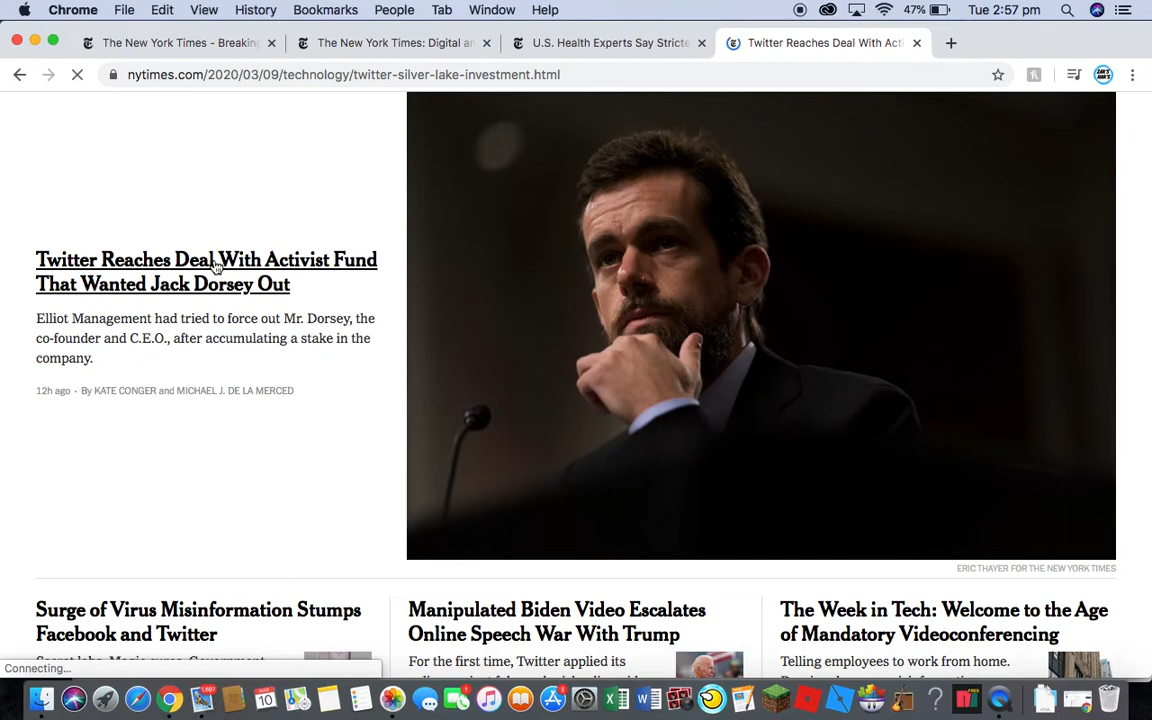 Chrome File Edit View History Bookmarks People Tab Window Help 47% Tue 2:57 pm
The New York Times - Breaking The New York Times: Digital an U.S. Health Experts Say Stricte Twitter Reaches Deal With Acti
nytimes.com/2020/03/09/technology/twitter-silver-lake-investment.html
Twitter Reaches Deal With Activist Fund
That Wanted Jack Dorsey Out
Elliot Management had tried to force out Mr. Dorsey, the
co-founder and C.E.O., after accumulating a stake in the
company.
12h ago · By KATE CONGER and MICHAEL J. DE LA MERCED
ERIC THAYER FOR THE NEW YORK TIMES
Surge of Virus Misinformation Stumps
Facebook and Twitter
Manipulated Biden Video Escalates
Online Speech War With Trump
For the first time, Twitter applied its
The Week in Tech: Welcome to the Age
of Mandatory Videoconferencing
Telling employees to work from home.
Connecting...